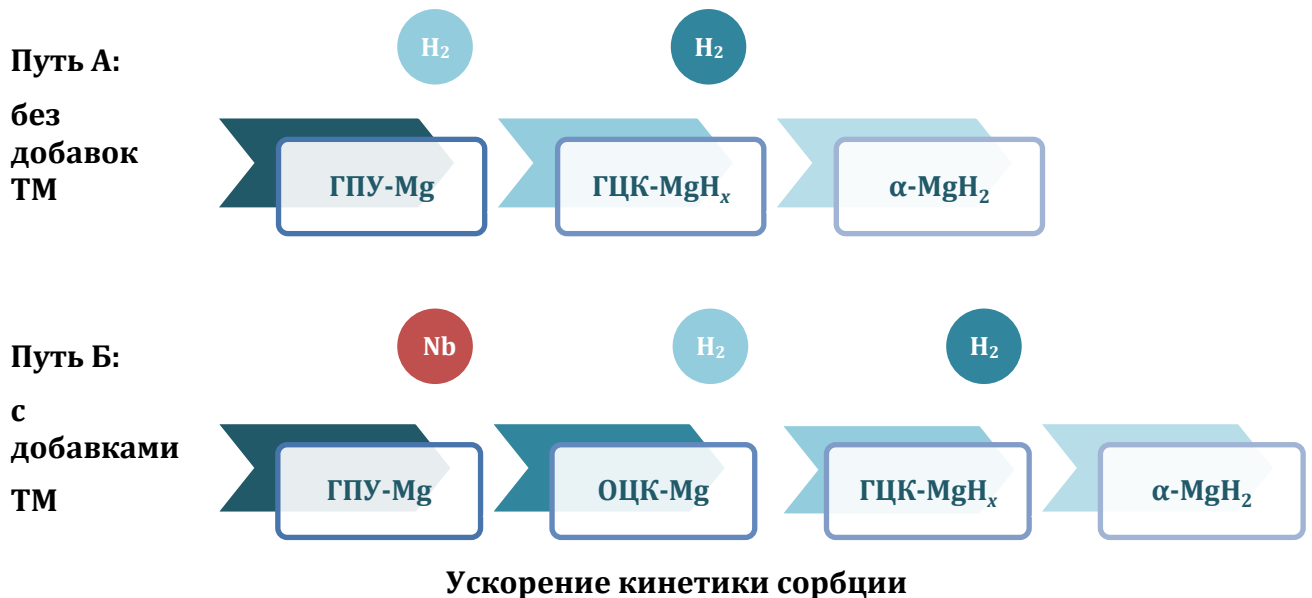 H₂ H₂
Путь А:
без
добавок
ТМ
ГПУ-Mg ГЦК-MgHₓ α-MgH₂
Nb H₂ H₂
Путь Б:
с
добавками
ТМ
ГПУ-Mg ОЦК-Mg ГЦК-MgHₓ α-MgH₂
Ускорение кинетики сорбции